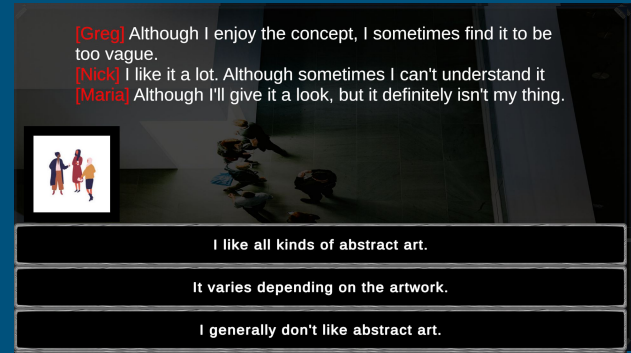 [Greg] Although I enjoy the concept, I sometimes find it to be
too vague.
[Nick] I like it a lot. Although sometimes I can't understand it
[Maria] Although I'll give it a look, but it definitely isn't my thing.
I like all kinds of abstract art.
It varies depending on the artwork.
I generally don't like abstract art.